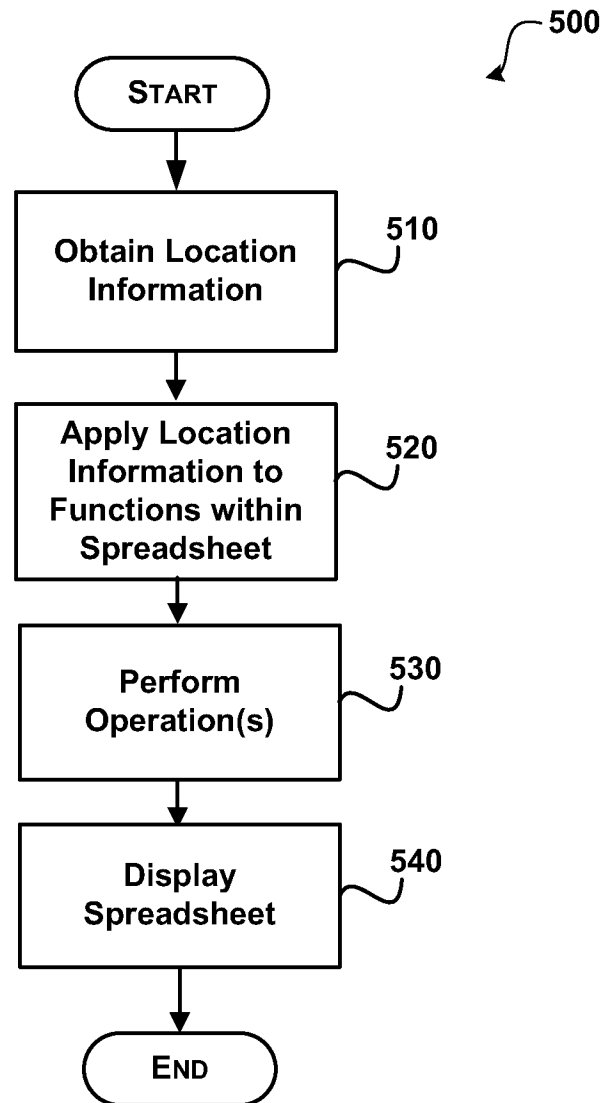 500
START
Obtain Location
Information
510
Apply Location
Information to
Functions within
Spreadsheet
520
Perform
Operation(s)
530
Display
Spreadsheet
540
END